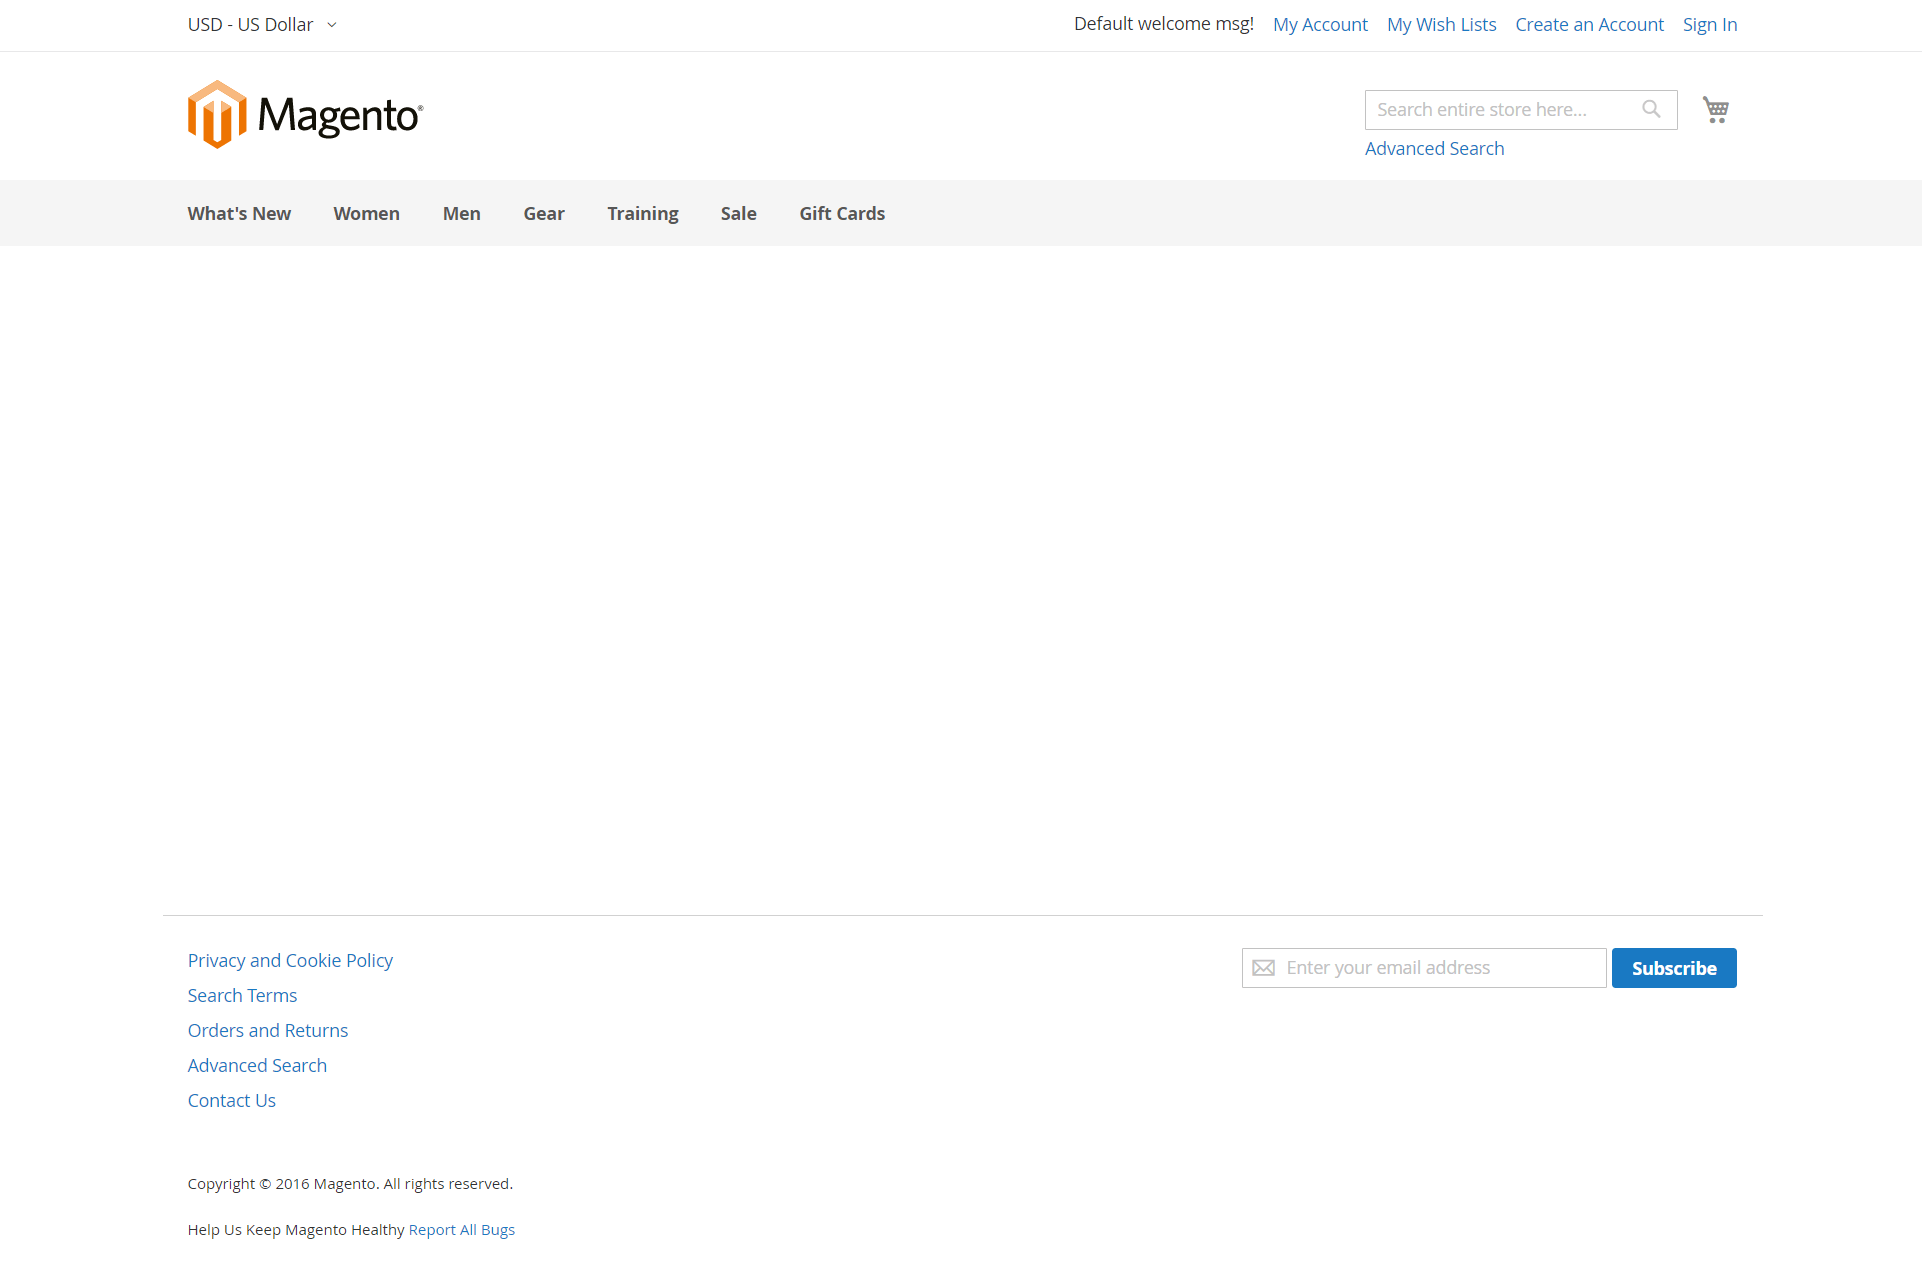 USD - US Dollar
Default welcome msg! My Account My Wish Lists Create an Account Sign In
Magento®
Search entire store here...
Advanced Search
What's New Women Men Gear Training Sale Gift Cards
Privacy and Cookie Policy
Search Terms
Orders and Returns
Advanced Search
Contact Us
Enter your email address Subscribe
Copyright © 2016 Magento. All rights reserved.
Help Us Keep Magento Healthy Report All Bugs